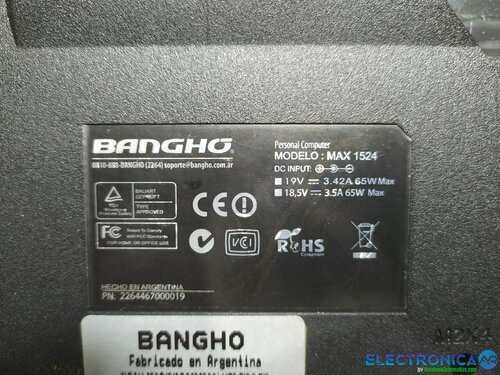 BANGHO
0810-888-BANGHO (2264) soporte@bangho.com.ar
Personal Computer
MODELO : MAX 1524
DC INPUT:
19V 3.42A 65W Max
18,5V 3.5A 65W Max
BAUART
GEPRÜFT
TYPE
APPROVED
CE
FC
Tested To Comply
With FCC Standards
FOR HOME OR OFFICE USE
VCI
RoHS
Compliant
HECHO EN ARGENTINA
PN: 2264467000019
BANGHO
Fabricado en Argentina
M2X4
ELECTRONICA AR